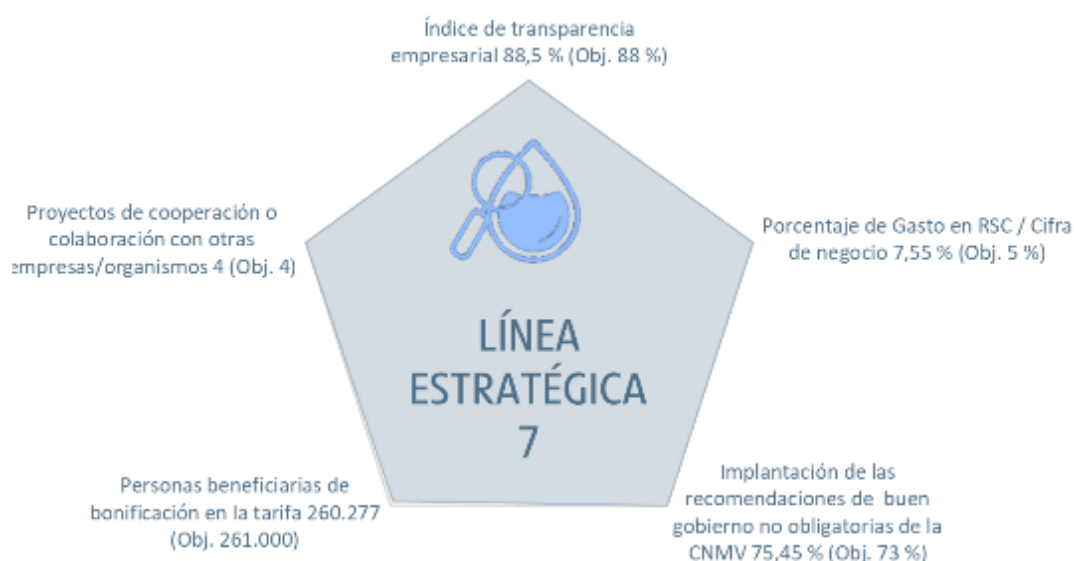 Índice de transparencia
empresarial 88,5 % (Obj. 88 %)
Proyectos de cooperación o
colaboración con otras
empresas/organismos 4 (Obj. 4)
Porcentaje de Gasto en RSC / Cifra
de negocio 7,55 % (Obj. 5 %)
LÍNEA
ESTRATÉGICA
7
Personas beneficiarias de
bonificación en la tarifa 260.277
(Obj. 261.000)
Implantación de las
recomendaciones de buen
gobierno no obligatorias de la
CNMV 75,45 % (Obj. 73 %)